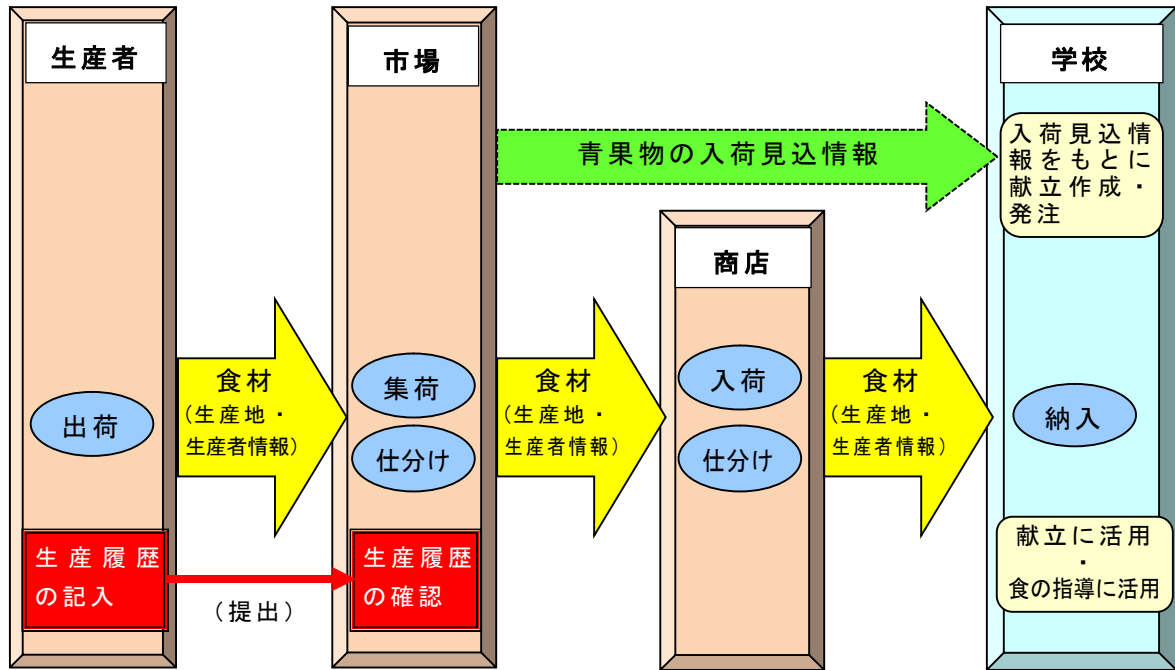 生産者
市場
学校
入荷見込情
報をもとに
献立作成・
発注
青果物の入荷見込情報
商店
出荷
食材
(生産地・
生産者情報)
集荷
仕分け
食材
(生産地・
生産者情報)
入荷
仕分け
食材
(生産地・
生産者情報)
納入
生産履歴
の記入
(提出)
生産履歴
の確認
献立に活用
・
食の指導に活用